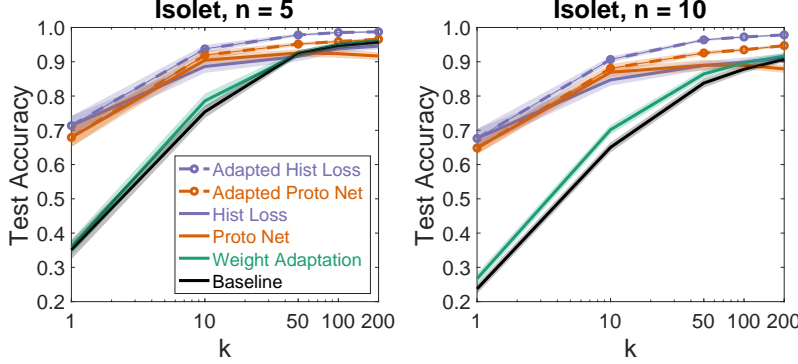 Isolet, n = 5
Test Accuracy
1.0
0.9
0.8
0.7
0.6
0.5
0.4
0.3
0.2
Adapted Hist Loss
Adapted Proto Net
Hist Loss
Proto Net
Weight Adaptation
Baseline
1 10 50 100 200
k
Isolet, n = 10
Test Accuracy
1.0
0.9
0.8
0.7
0.6
0.5
0.4
0.3
0.2
1 10 50 100 200
k